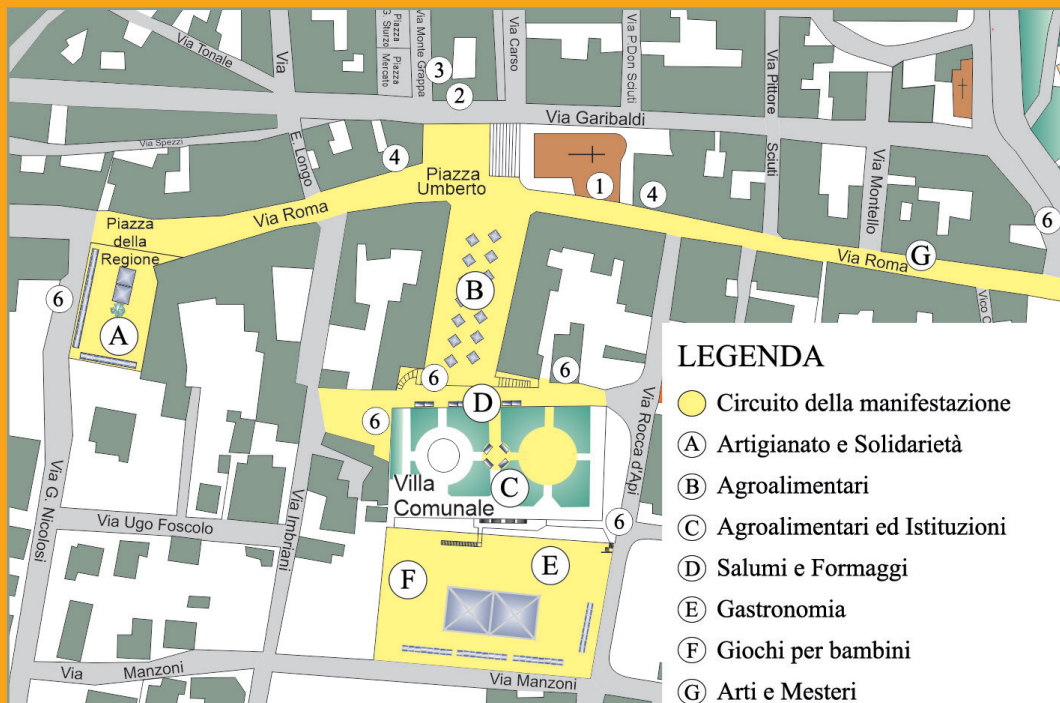 Via Tonale
Via
Piazza
G. Sturzo
Piazza
Mercato
Via Monte Grappa
Via Carso
Via P.Don Sciuti
Via Pittore
Sciuti
3
2
Via Garibaldi
Via Spezzi
E. Longo
4
Piazza
Umberto
1
4
Via Montello
6
Via Roma
Piazza
della
Regione
Via Roma
G
6
A
B
Vico C
6
6
D
6
Via Rocca d'Api
Villa
Comunale
C
Via G. Nicolosi
Via Ugo Foscolo
Via Imbriani
6
F
E
Via Manzoni
Via Manzoni
LEGENDA
Circuito della manifestazione
A Artigianato e Solidarietà
B Agroalimentari
C Agroalimentari ed Istituzioni
D Salumi e Formaggi
E Gastronomia
F Giochi per bambini
G Arti e Mesteri